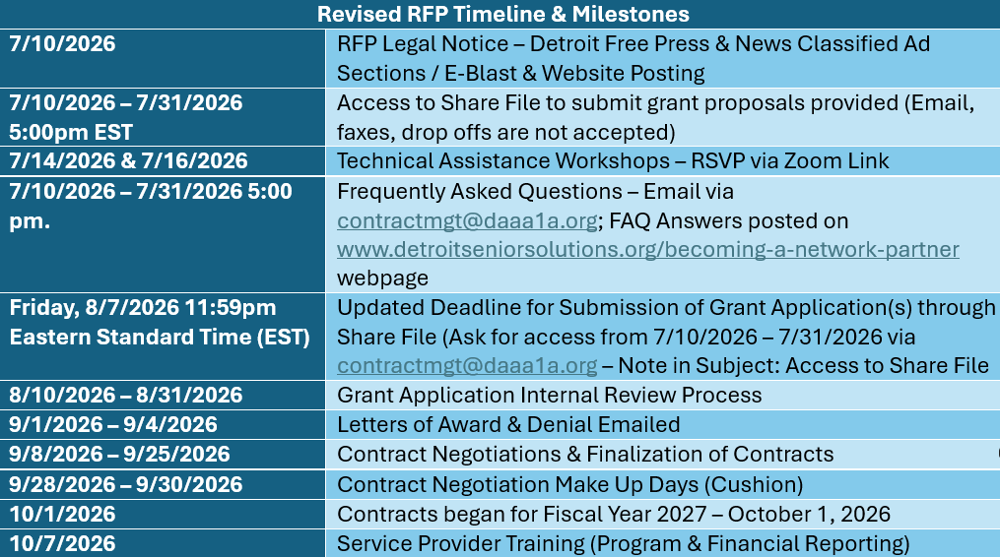 Revised RFP Timeline & Milestones
7/10/2026
RFP Legal Notice – Detroit Free Press & News Classified Ad
Sections / E-Blast & Website Posting
7/10/2026 – 7/31/2026
5:00pm EST
Access to Share File to submit grant proposals provided (Email,
faxes, drop offs are not accepted)
7/14/2026 & 7/16/2026
Technical Assistance Workshops – RSVP via Zoom Link
7/10/2026 – 7/31/2026 5:00
pm.
Frequently Asked Questions – Email via
contractmgt@daaa1a.org; FAQ Answers posted on
www.detroitseniorsolutions.org/becoming-a-network-partner
webpage
Friday, 8/7/2026 11:59pm
Eastern Standard Time (EST)
Updated Deadline for Submission of Grant Application(s) through
Share File (Ask for access from 7/10/2026 – 7/31/2026 via
contractmgt@daaa1a.org – Note in Subject: Access to Share File
8/10/2026 – 8/31/2026
Grant Application Internal Review Process
9/1/2026 – 9/4/2026
Letters of Award & Denial Emailed
9/8/2026 – 9/25/2026
Contract Negotiations & Finalization of Contracts
9/28/2026 – 9/30/2026
Contract Negotiation Make Up Days (Cushion)
10/1/2026
Contracts began for Fiscal Year 2027 – October 1, 2026
10/7/2026
Service Provider Training (Program & Financial Reporting)